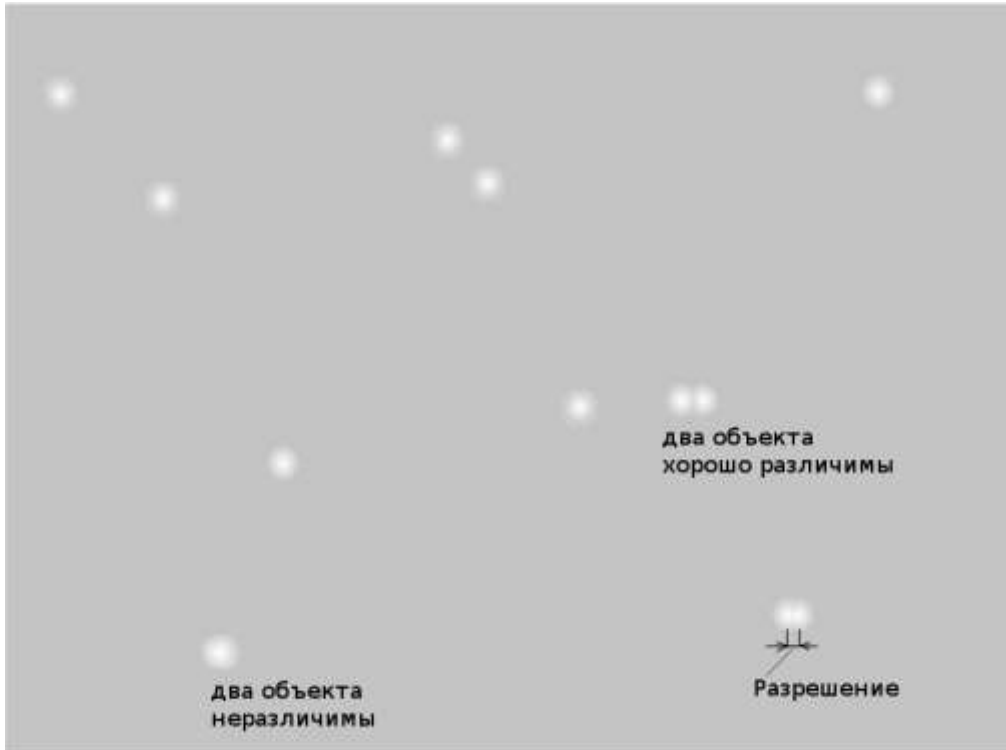 два объекта
хорошо различимы
Разрешение
два объекта
неразличимы